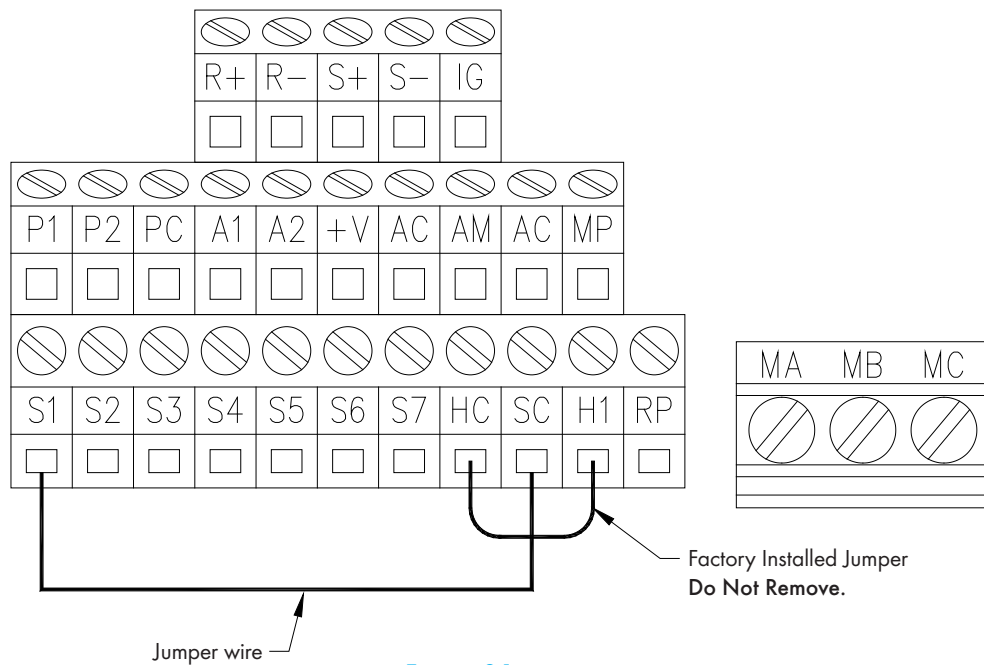 R+ R- S+ S- IG
P1 P2 PC A1 A2 +V AC AM AC MP
S1 S2 S3 S4 S5 S6 S7 HC SC H1 RP
MA MB MC
Factory Installed Jumper
Do Not Remove.
Jumper wire